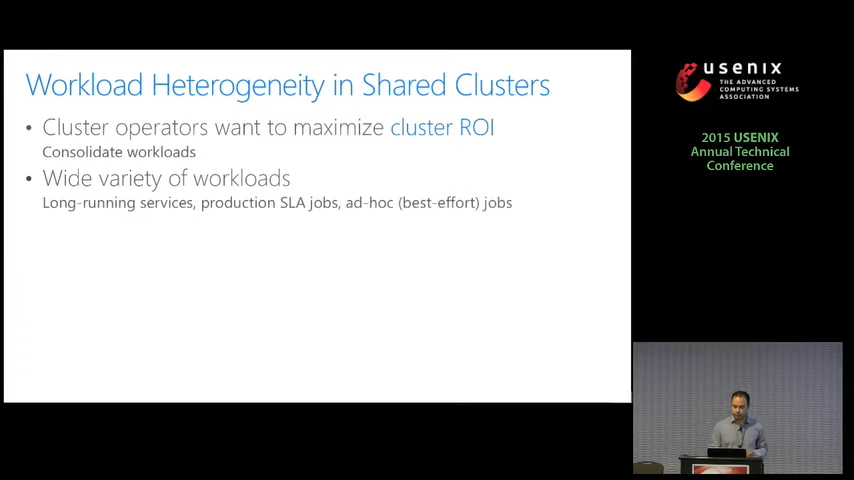 Workload Heterogeneity in Shared Clusters
• Cluster operators want to maximize cluster ROI
Consolidate workloads
• Wide variety of workloads
Long-running services, production SLA jobs, ad-hoc (best-effort) jobs
usenix
THE ADVANCED
COMPUTING SYSTEMS
ASSOCIATION
2015 USENIX
Annual Technical
Conference